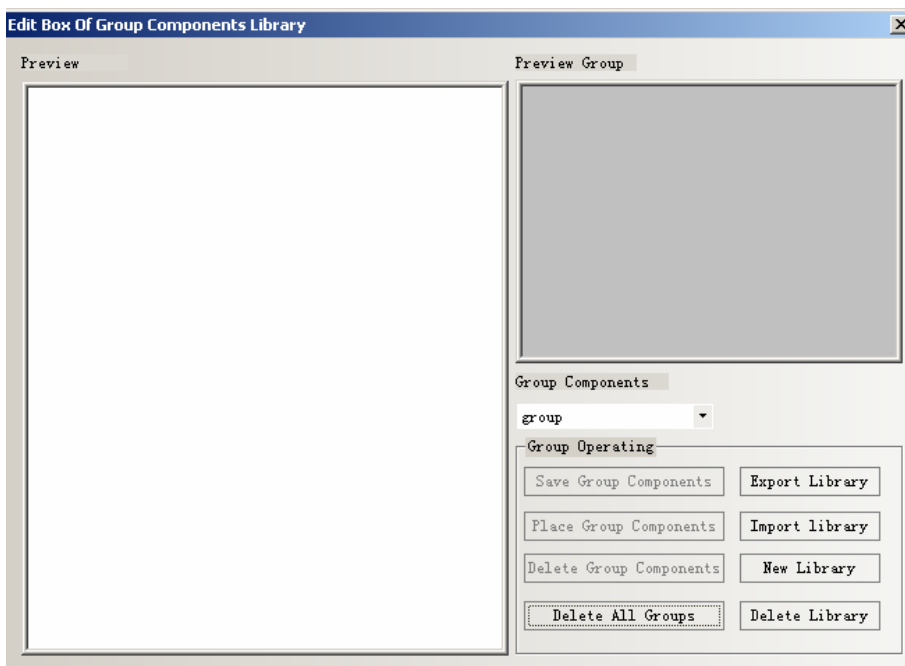 Edit Box Of Group Components Library
Preview
Preview Group
Group Components
group
Group Operating
Save Group Components
Export Library
Place Group Components
Import library
Delete Group Components
New Library
Delete All Groups
Delete Library